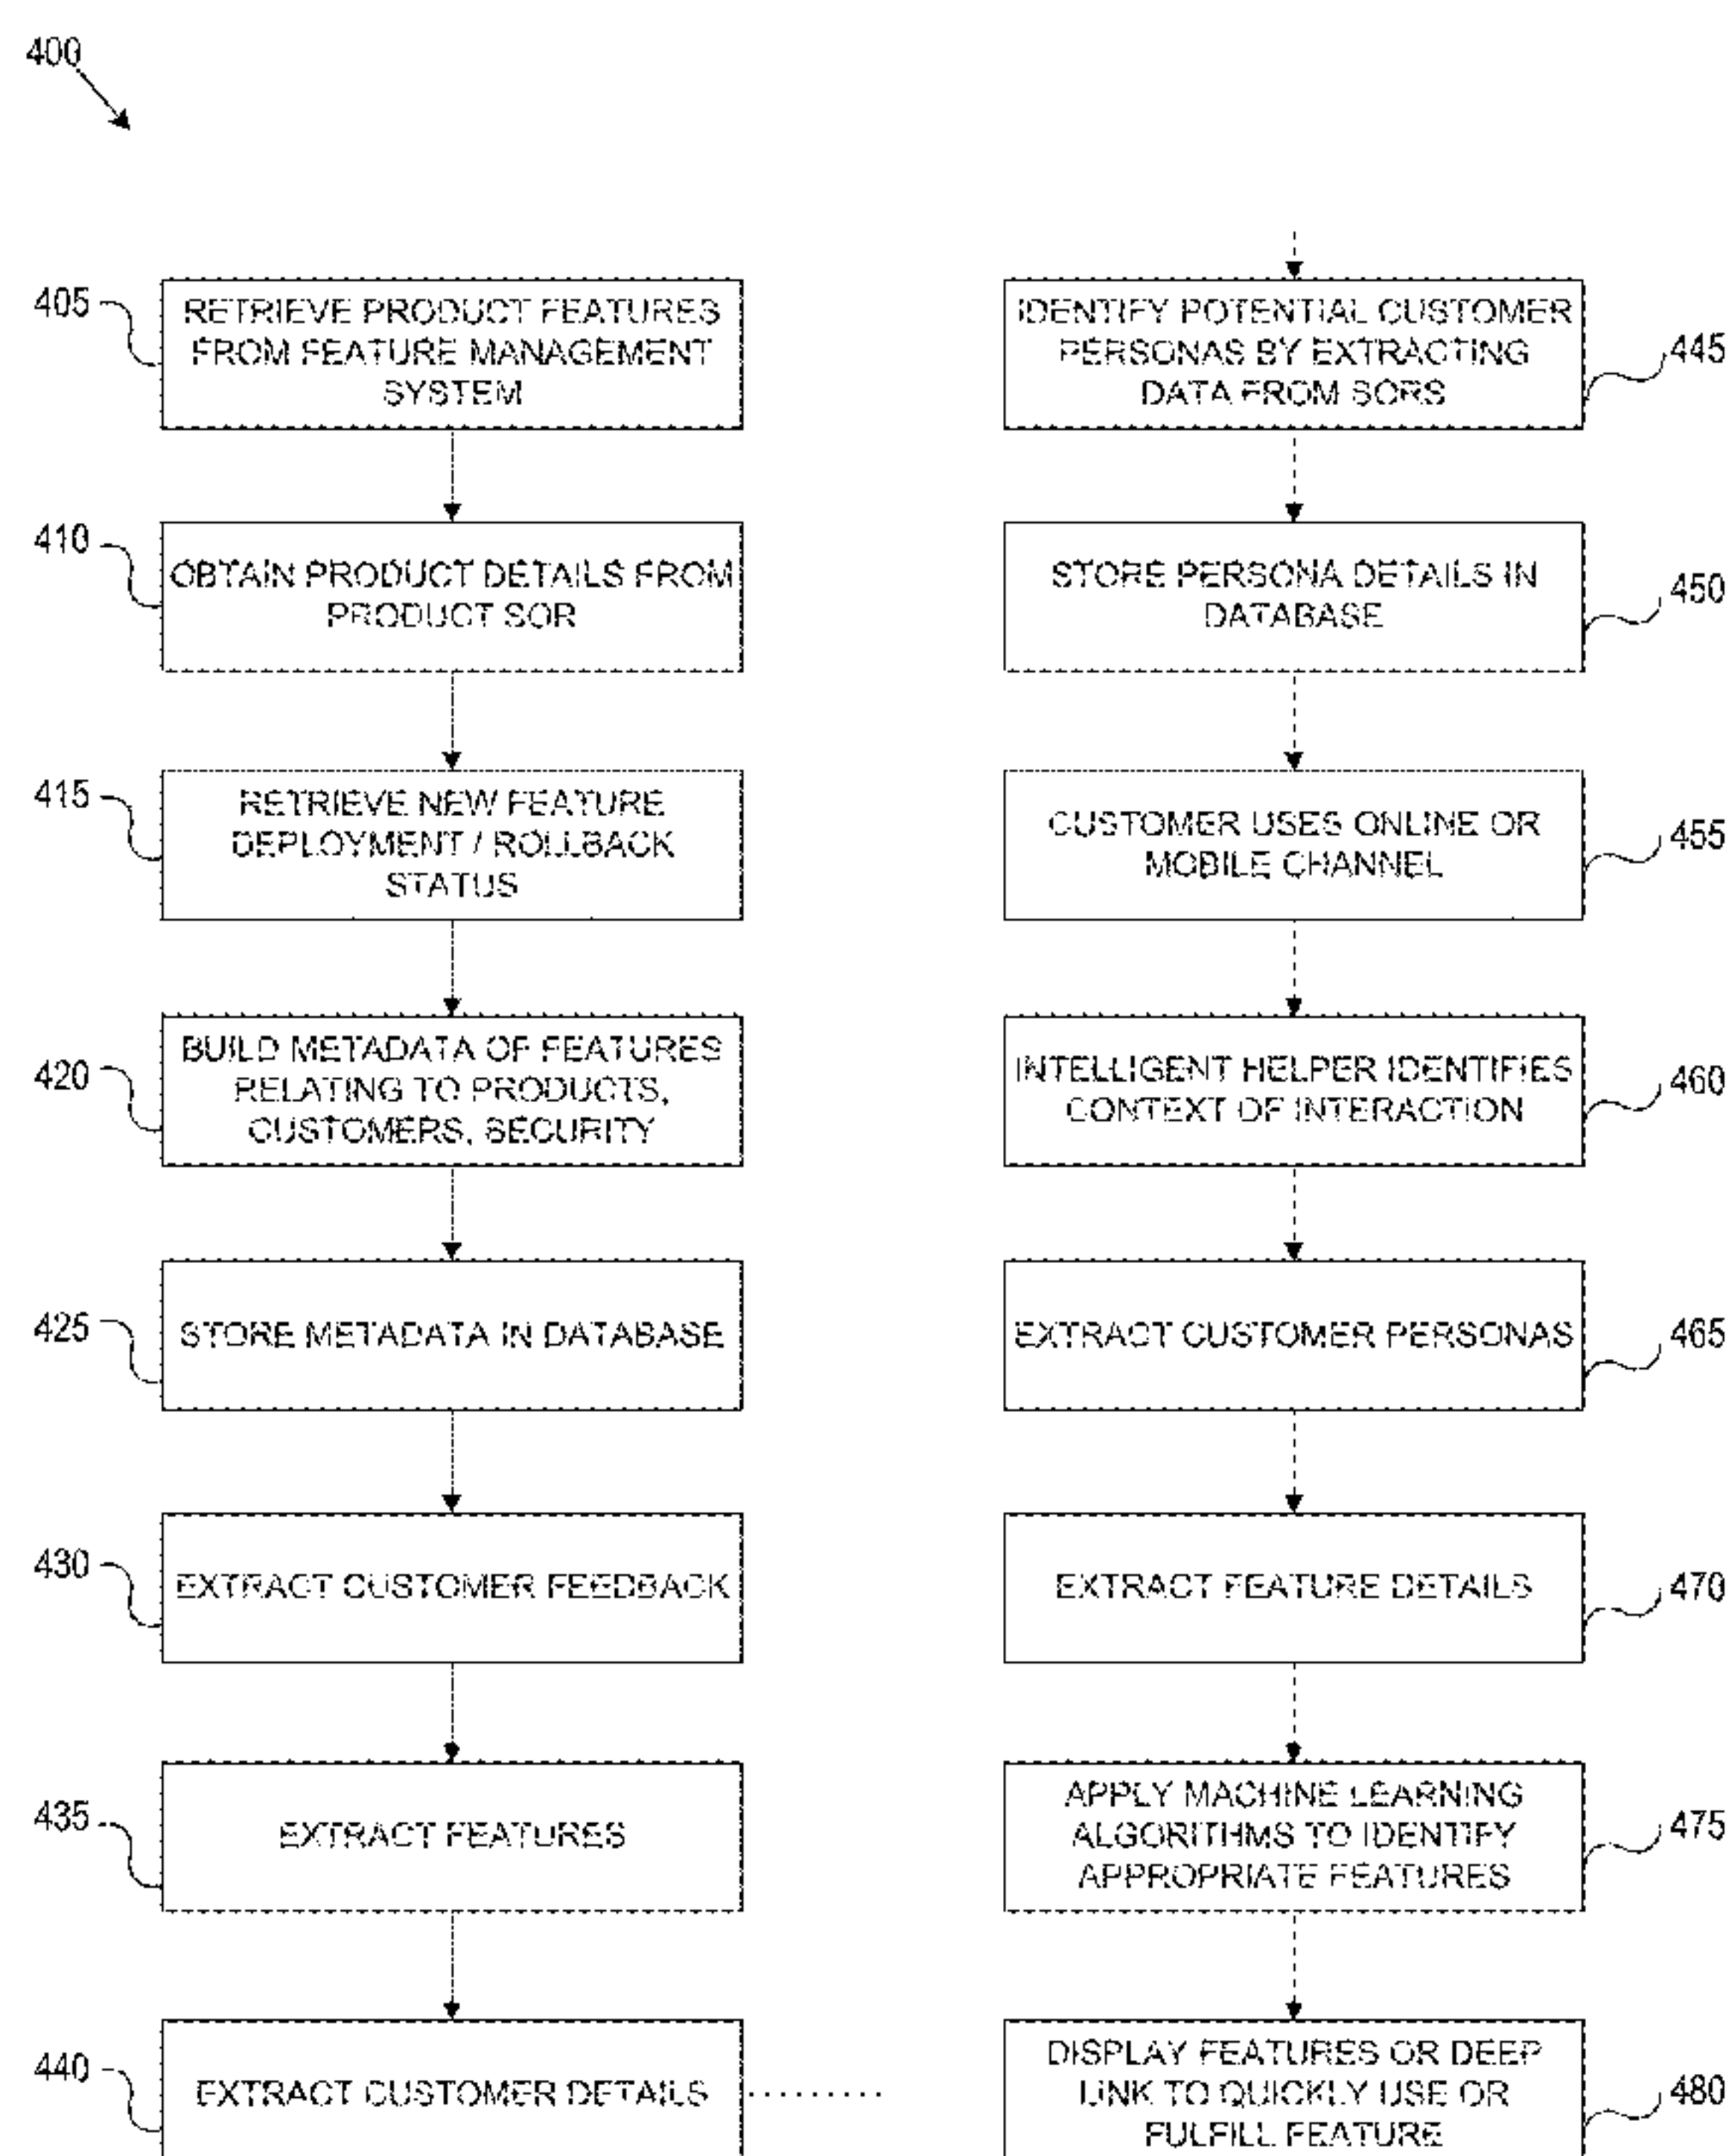 400
405
RETRIEVE PRODUCT FEATURES
FROM FEATURE MANAGEMENT
SYSTEM
410
OBTAIN PRODUCT DETAILS FROM
PRODUCT SOR
415
RETRIEVE NEW FEATURE
DEPLOYMENT / ROLLBACK
STATUS
420
BUILD METADATA OF FEATURES
RELATING TO PRODUCTS,
CUSTOMERS, SECURITY
425
STORE METADATA IN DATABASE
430
EXTRACT CUSTOMER FEEDBACK
435
EXTRACT FEATURES
440
EXTRACT CUSTOMER DETAILS
IDENTIFY POTENTIAL CUSTOMER
PERSONAS BY EXTRACTING
DATA FROM SORS
445
STORE PERSONA DETAILS IN
DATABASE
450
CUSTOMER USES ONLINE OR
MOBILE CHANNEL
455
INTELLIGENT HELPER IDENTIFIES
CONTEXT OF INTERACTION
460
EXTRACT CUSTOMER PERSONAS
465
EXTRACT FEATURE DETAILS
470
APPLY MACHINE LEARNING
ALGORITHMS TO IDENTIFY
APPROPRIATE FEATURES
475
DISPLAY FEATURES OR DEEP
LINK TO QUICKLY USE OR
FULFILL FEATURE
480